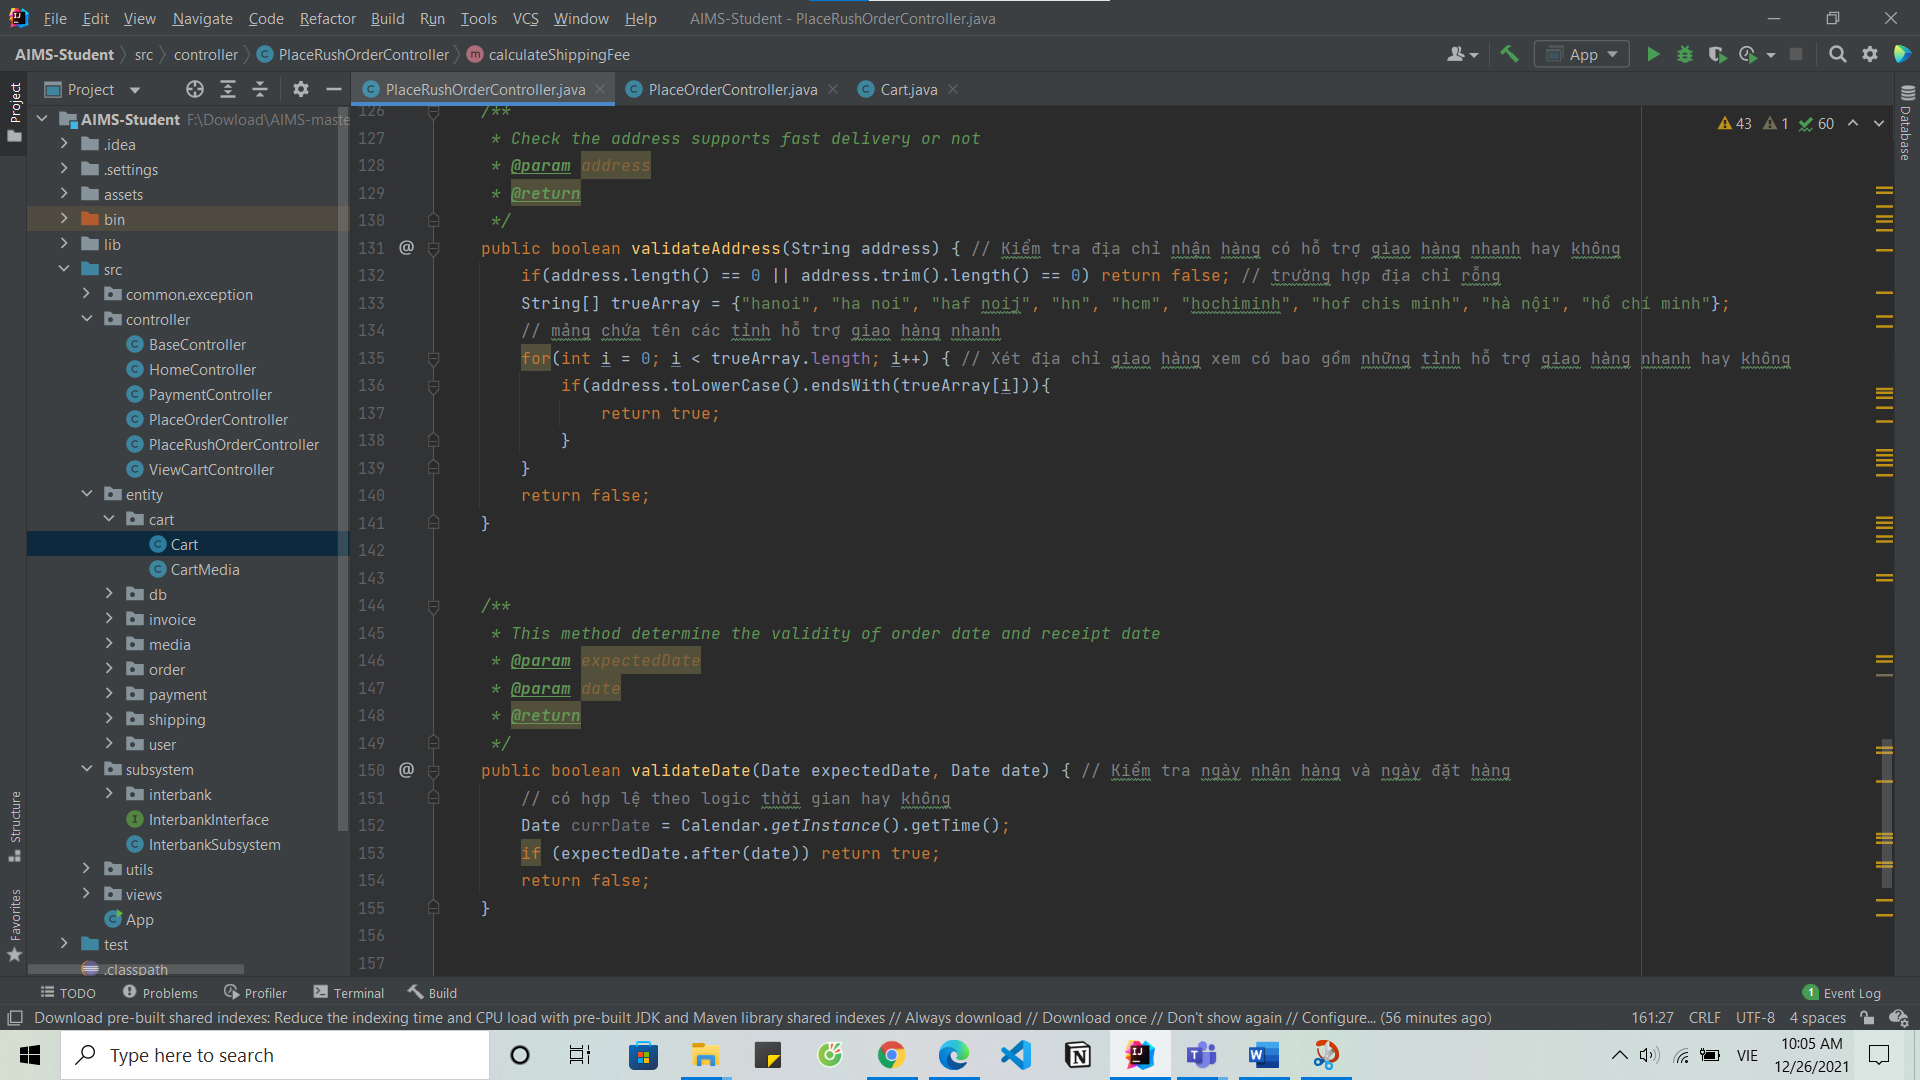 File Edit View Navigate Code Refactor Build Run Tools VCS Window Help AIMS-Student - PlaceRushOrderController.java
AIMS-Student src controller PlaceRushOrderController calculateShippingFee App
Project
Project
PlaceRushOrderController.java PlaceOrderController.java Cart.java
AIMS-Student F:\Dowload\AIMS-maste
.idea
.settings
assets
bin
lib
src
common.exception
controller
BaseController
HomeController
PaymentController
PlaceOrderController
PlaceRushOrderController
ViewCartController
entity
cart
Cart
CartMedia
db
invoice
media
order
payment
shipping
user
subsystem
interbank
InterbankInterface
InterbankSubsystem
utils
views
App
test
.classpath
Structure
Favorites
Database
43 1 60
126 /**
127 * Check the address supports fast delivery or not
128 * @param address
129 * @return
130 */
131 @ public boolean validateAddress(String address) { // Kiểm tra địa chỉ nhận hàng có hỗ trợ giao hàng nhanh hay không
132 if(address.length() == 0 || address.trim().length() == 0) return false; // trường hợp địa chỉ rỗng
133 String[] trueArray = {"hanoi", "ha noi", "haf noij", "hn", "hcm", "hochiminh", "hof chis minh", "hà nội", "hồ chí minh"};
134 // mảng chứa tên các tỉnh hỗ trợ giao hàng nhanh
135 for(int i = 0; i < trueArray.length; i++) { // Xét địa chỉ giao hàng xem có bao gồm những tỉnh hỗ trợ giao hàng nhanh hay không
136 if(address.toLowerCase().endsWith(trueArray[i])){
137 return true;
138 }
139 }
140 return false;
141 }
142
143
144 /**
145 * This method determine the validity of order date and receipt date
146 * @param expectedDate
147 * @param date
148 * @return
149 */
150 @ public boolean validateDate(Date expectedDate, Date date) { // Kiểm tra ngày nhận hàng và ngày đặt hàng
151 // có hợp lệ theo logic thời gian hay không
152 Date currDate = Calendar.getInstance().getTime();
153 if (expectedDate.after(date)) return true;
154 return false;
155 }
156
157
TODO Problems Profiler Terminal Build 1 Event Log
Download pre-built shared indexes: Reduce the indexing time and CPU load with pre-built JDK and Maven library shared indexes // Always download // Download once // Don't show again // Configure... (56 minutes ago) 161:27 CRLF UTF-8 4 spaces
Type here to search VIE 10:05 AM
12/26/2021